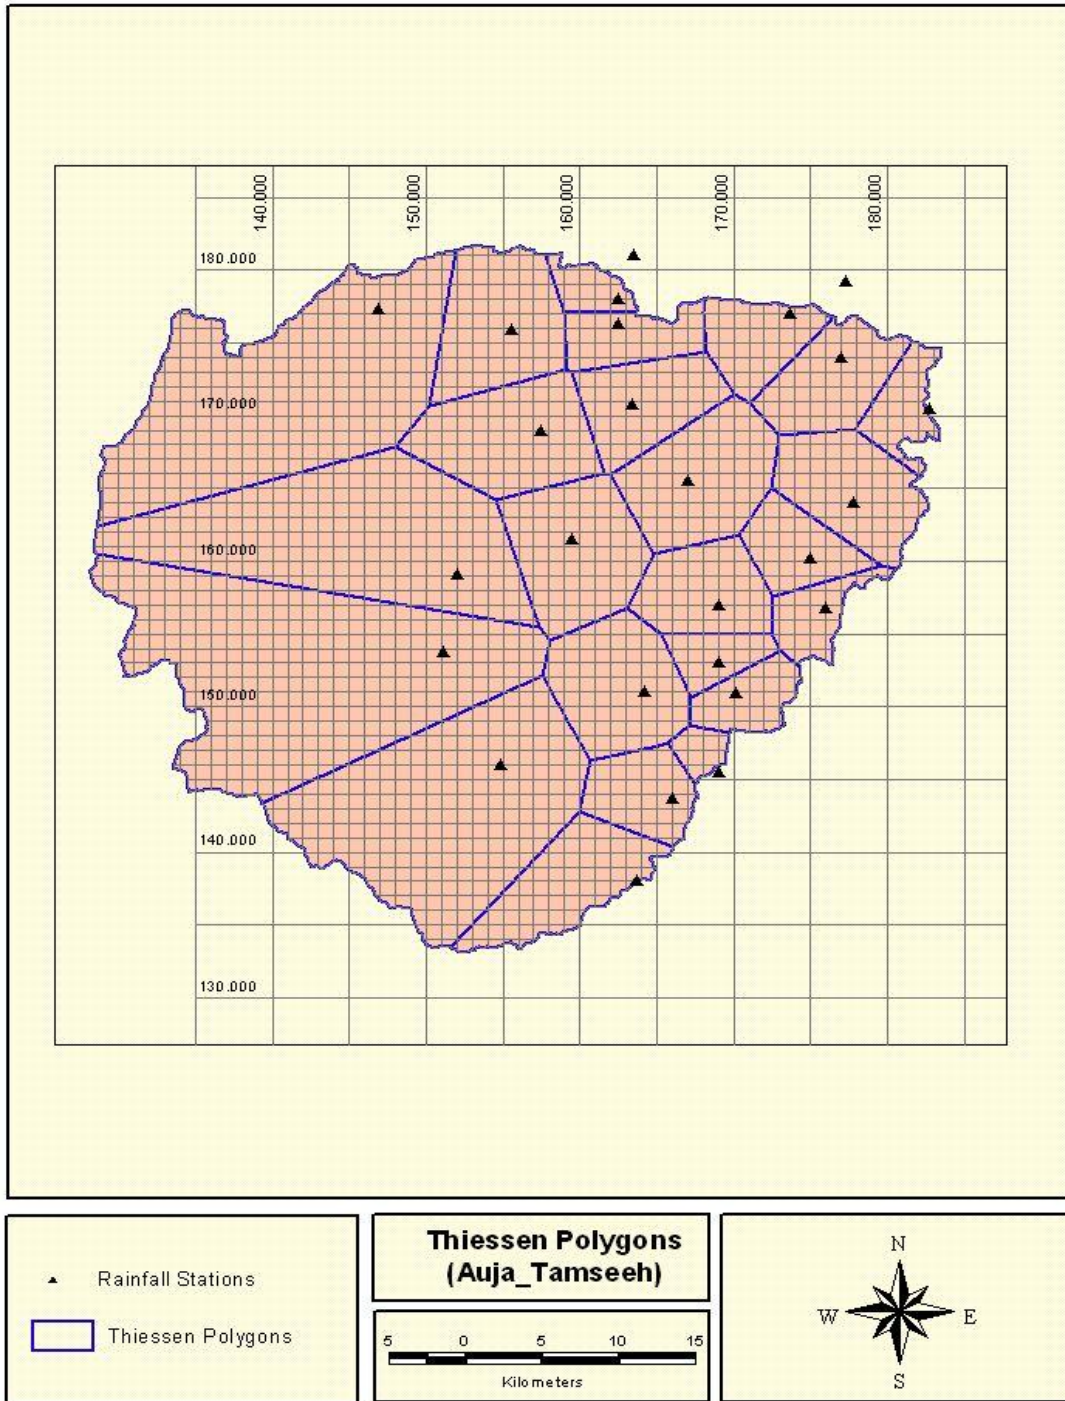 140.000
150.000
160.000
170.000
180.000
180.000
170.000
160.000
150.000
140.000
130.000
Rainfall Stations
Thiessen Polygons
Thiessen Polygons
(Auja_Tamseeh)
5 0 5 10 15
Kilometers
N
W E
S